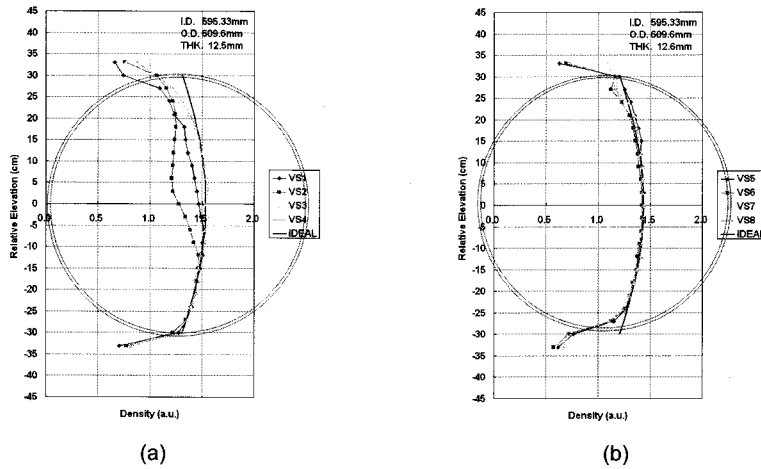 I.D. 595.33mm
O.D. 609.6mm
THK. 12.5mm
45
40
35
30
25
20
15
10
5
0
-5
-10
-15
-20
-25
-30
-35
-40
-45
Relative Elevation (cm)
0.0
0.5
1.0
1.5
2.0
Density (a.u.)
VS1
VS2
VS3
VS4
IDEAL
(a)
I.D. 595.33mm
O.D. 609.6mm
THK. 12.6mm
45
40
35
30
25
20
15
10
5
0
-5
-10
-15
-20
-25
-30
-35
-40
-45
Relative Elevation (cm)
0.0
0.5
1.0
1.5
2.0
Density (a.u.)
VS5
VS6
VS7
VS8
IDEAL
(b)